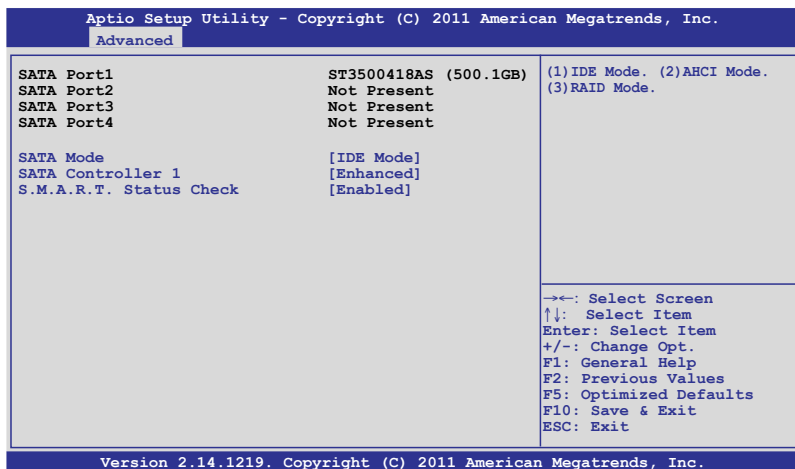 Aptio Setup Utility - Copyright (C) 2011 American Megatrends, Inc.
Advanced
SATA Port1 ST3500418AS (500.1GB)
SATA Port2 Not Present
SATA Port3 Not Present
SATA Port4 Not Present
SATA Mode [IDE Mode]
SATA Controller 1 [Enhanced]
S.M.A.R.T. Status Check [Enabled]
(1)IDE Mode. (2)AHCI Mode.
(3)RAID Mode.
→←: Select Screen
↑↓: Select Item
Enter: Select Item
+/-: Change Opt.
F1: General Help
F2: Previous Values
F5: Optimized Defaults
F10: Save & Exit
ESC: Exit
Version 2.14.1219. Copyright (C) 2011 American Megatrends, Inc.